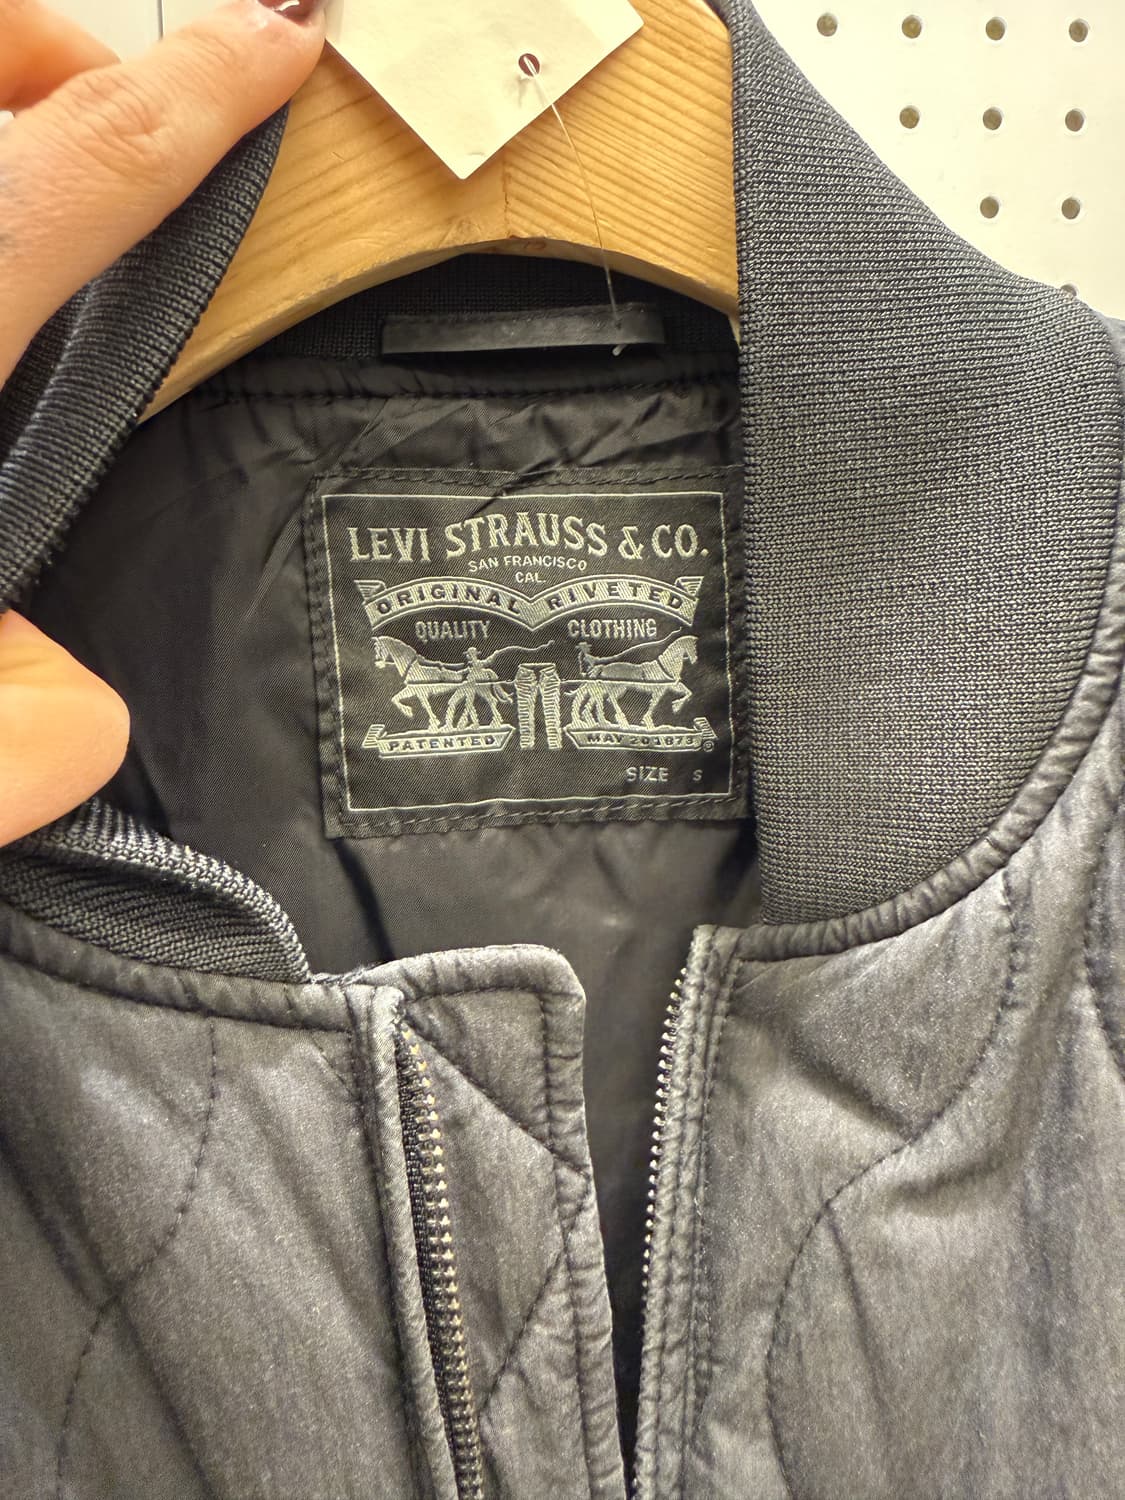 LEVI STRAUSS & CO.
SAN FRANCISCO
CAL.
ORIGINAL RIVETED
QUALITY CLOTHING
PATENTED MAY 20 1873
SIZE S